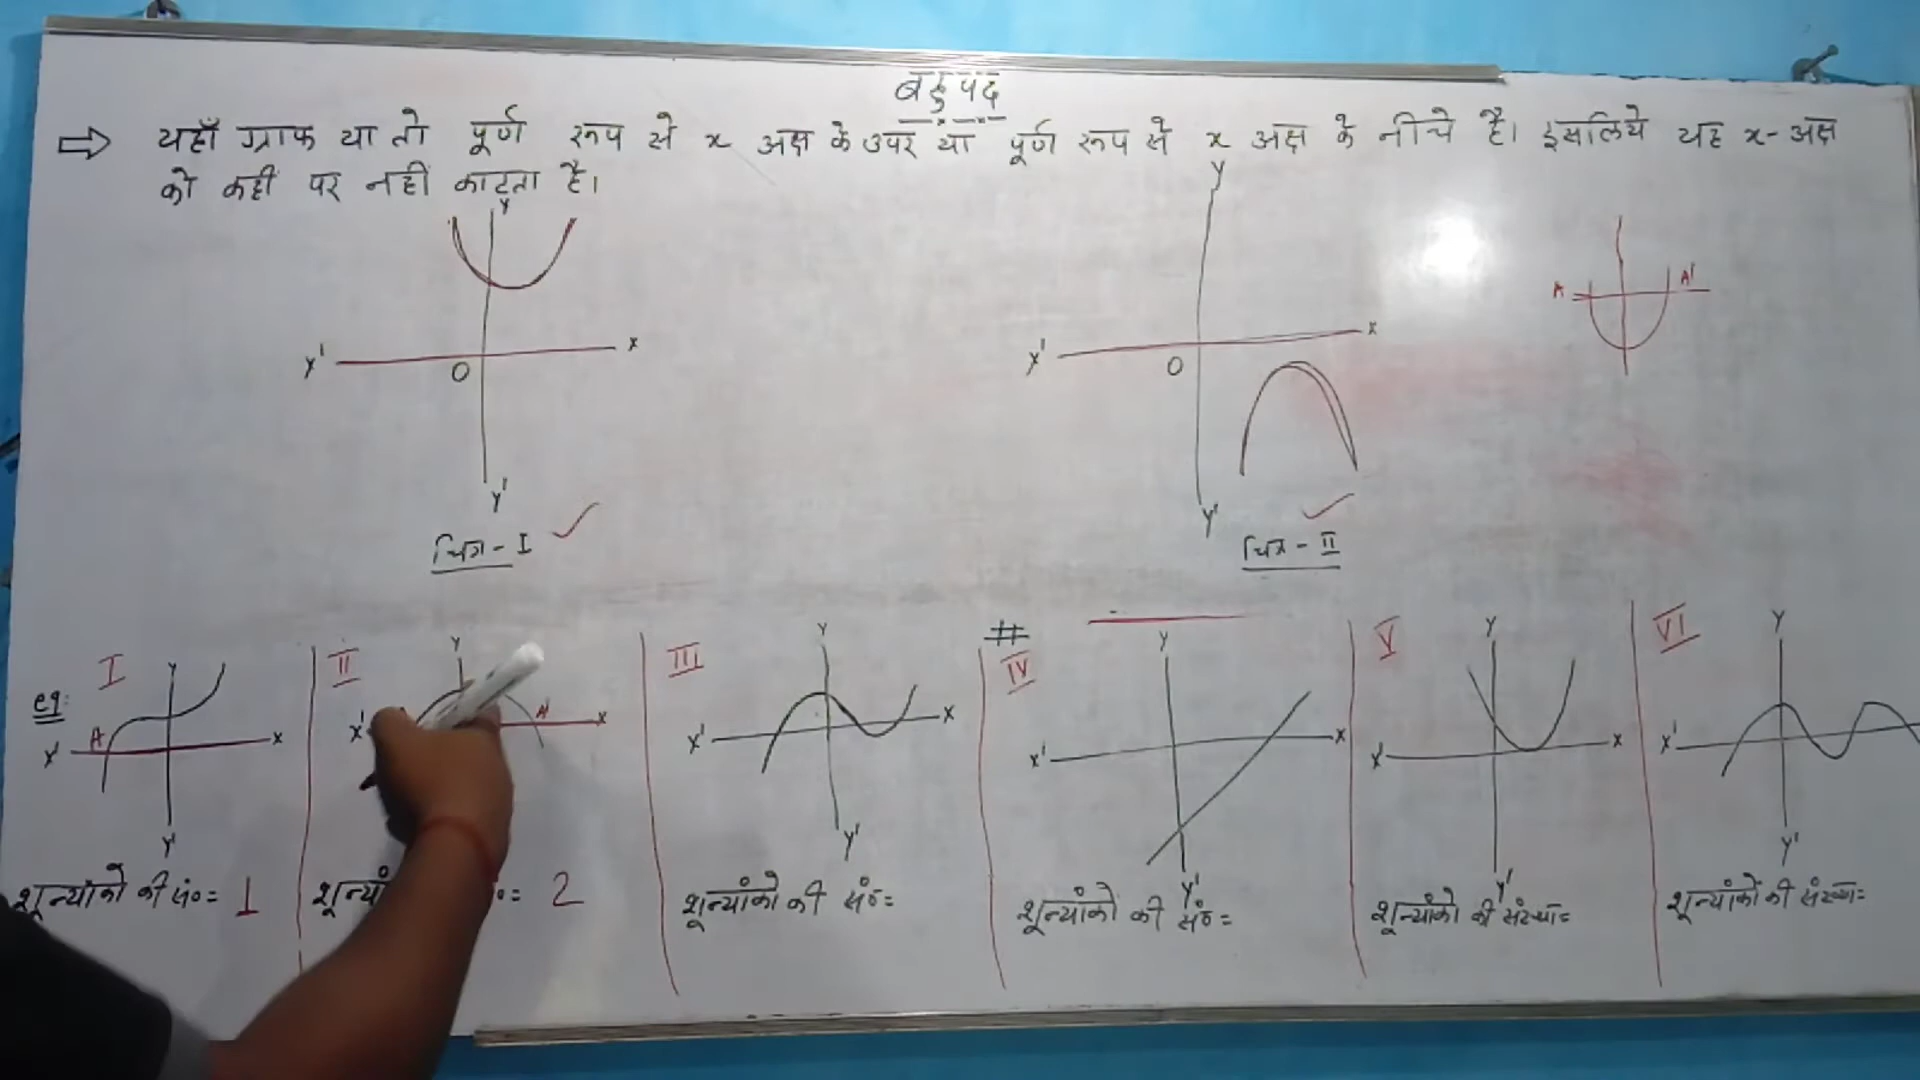 बहुपद
⇒ यहाँ ग्राफ या तो पूर्ण रूप से x अक्ष के उपर या पूर्ण रूप से x अक्ष के नीचे है। इसलिये यह x-अक्ष
को कहीं पर नहीं काटता है।
Y
X'
O
X
Y'
चित्र - I
Y
X'
O
X
Y'
चित्र - II
A A'
eg:
I
Y
A
X' X
Y'
शून्यांको की सं० = 1
II
Y
X' A' X
2
III
Y
X' X
Y'
शून्यांको की सं० =
#
IV
Y
X' X
Y'
शून्यांकों की सं० =
V
Y
X' X
Y'
शून्यांको की संख्या =
VI
Y
X'
Y'
शून्यांकों की संख्या =